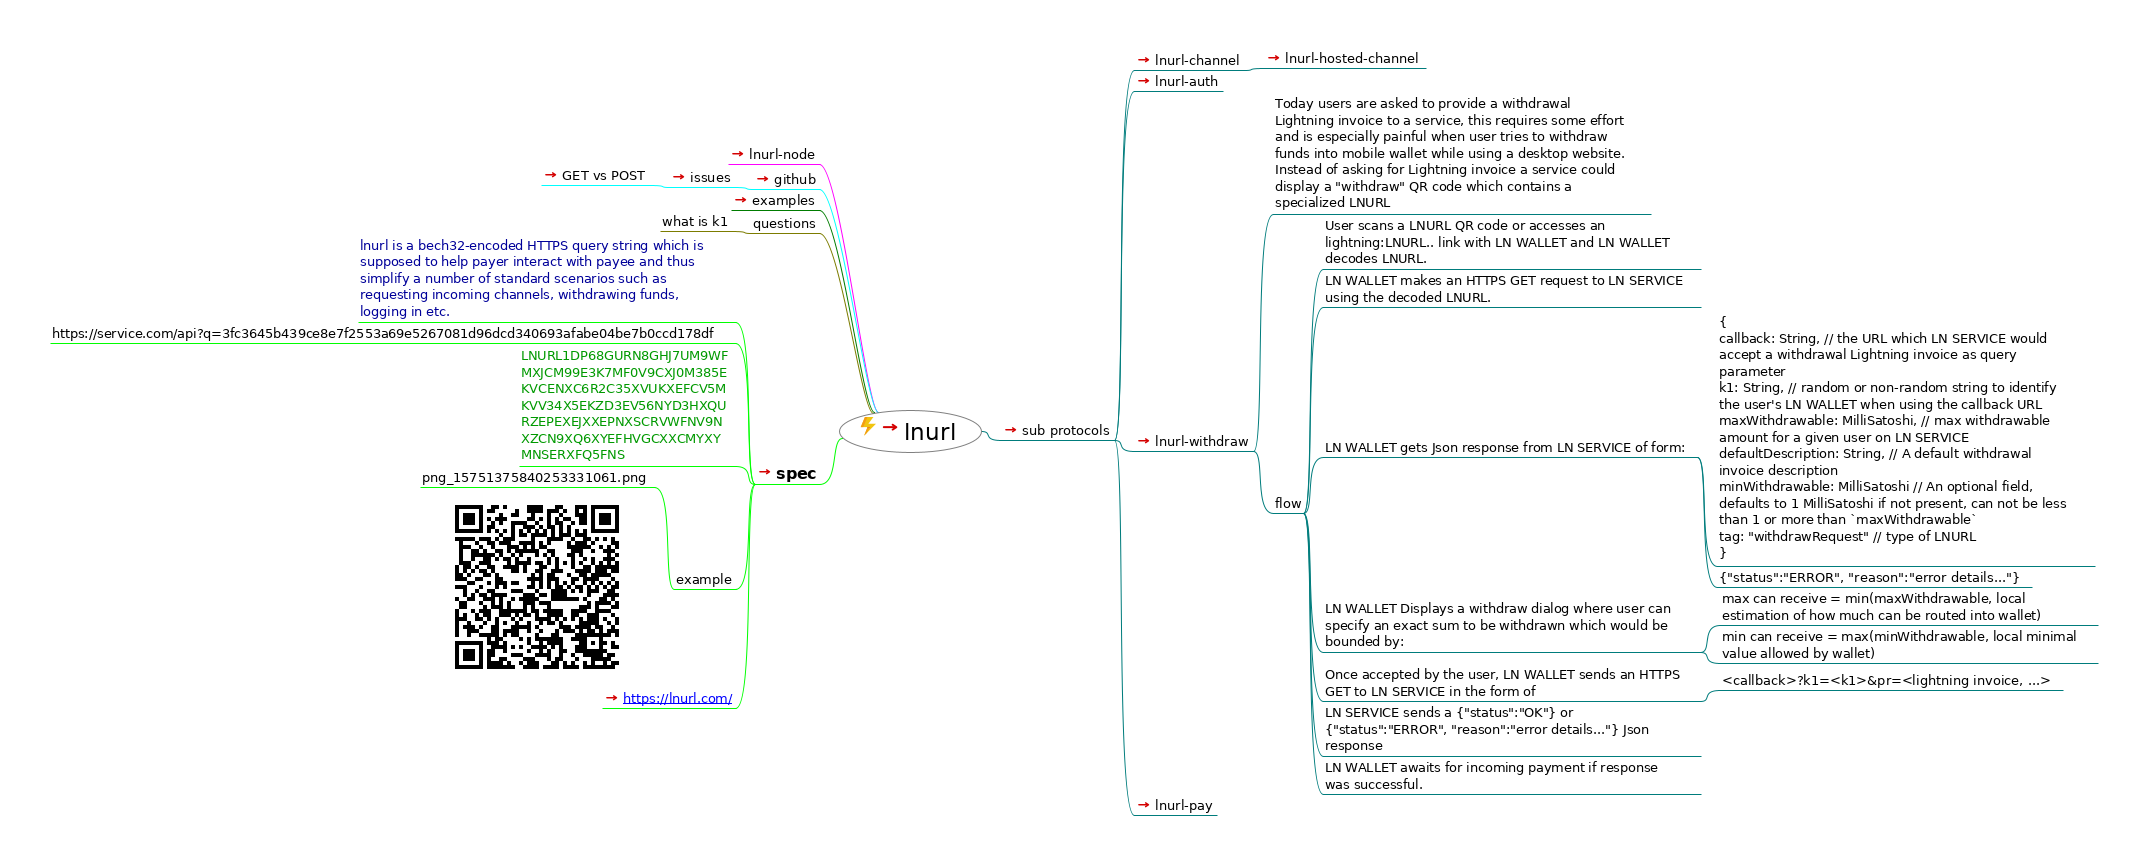 lnurl
lnurl-node
github
issues
GET vs POST
examples
questions
what is k1
spec
lnurl is a bech32-encoded HTTPS query string which is
supposed to help payer interact with payee and thus
simplify a number of standard scenarios such as
requesting incoming channels, withdrawing funds,
logging in etc.
https://service.com/api?q=3fc3645b439ce8e7f2553a69e5267081d96dcd340693afabe04be7b0ccd178df
LNURL1DP68GURN8GHJ7UM9WF
MXJCM99E3K7MF0V9CXJ0M385E
KVCENXC6R2C35XVUKXEFCV5M
KVV34X5EKZD3EV56NYD3HXQU
RZEPEXEJXXEPNXSCRVWFNV9N
XZCN9XQ6XYEFHVGCXXCMYXY
MNSERXFQ5FNS
example
png_15751375840253331061.png
https://lnurl.com/
sub protocols
lnurl-channel
lnurl-hosted-channel
lnurl-auth
lnurl-withdraw
Today users are asked to provide a withdrawal
Lightning invoice to a service, this requires some effort
and is especially painful when user tries to withdraw
funds into mobile wallet while using a desktop website.
Instead of asking for Lightning invoice a service could
display a "withdraw" QR code which contains a
specialized LNURL
flow
User scans a LNURL QR code or accesses an
lightning:LNURL.. link with LN WALLET and LN WALLET
decodes LNURL.
LN WALLET makes an HTTPS GET request to LN SERVICE
using the decoded LNURL.
LN WALLET gets Json response from LN SERVICE of form:
{
callback: String, // the URL which LN SERVICE would
accept a withdrawal Lightning invoice as query
parameter
k1: String, // random or non-random string to identify
the user's LN WALLET when using the callback URL
maxWithdrawable: MilliSatoshi, // max withdrawable
amount for a given user on LN SERVICE
defaultDescription: String, // A default withdrawal
invoice description
minWithdrawable: MilliSatoshi // An optional field,
defaults to 1 MilliSatoshi if not present, can not be less
than 1 or more than `maxWithdrawable`
tag: "withdrawRequest" // type of LNURL
}
{"status":"ERROR", "reason":"error details..."}
LN WALLET Displays a withdraw dialog where user can
specify an exact sum to be withdrawn which would be
bounded by:
max can receive = min(maxWithdrawable, local
estimation of how much can be routed into wallet)
min can receive = max(minWithdrawable, local minimal
value allowed by wallet)
Once accepted by the user, LN WALLET sends an HTTPS
GET to LN SERVICE in the form of
<callback>?k1=<k1>&pr=<lightning invoice, ...>
LN SERVICE sends a {"status":"OK"} or
{"status":"ERROR", "reason":"error details..."} Json
response
LN WALLET awaits for incoming payment if response
was successful.
lnurl-pay